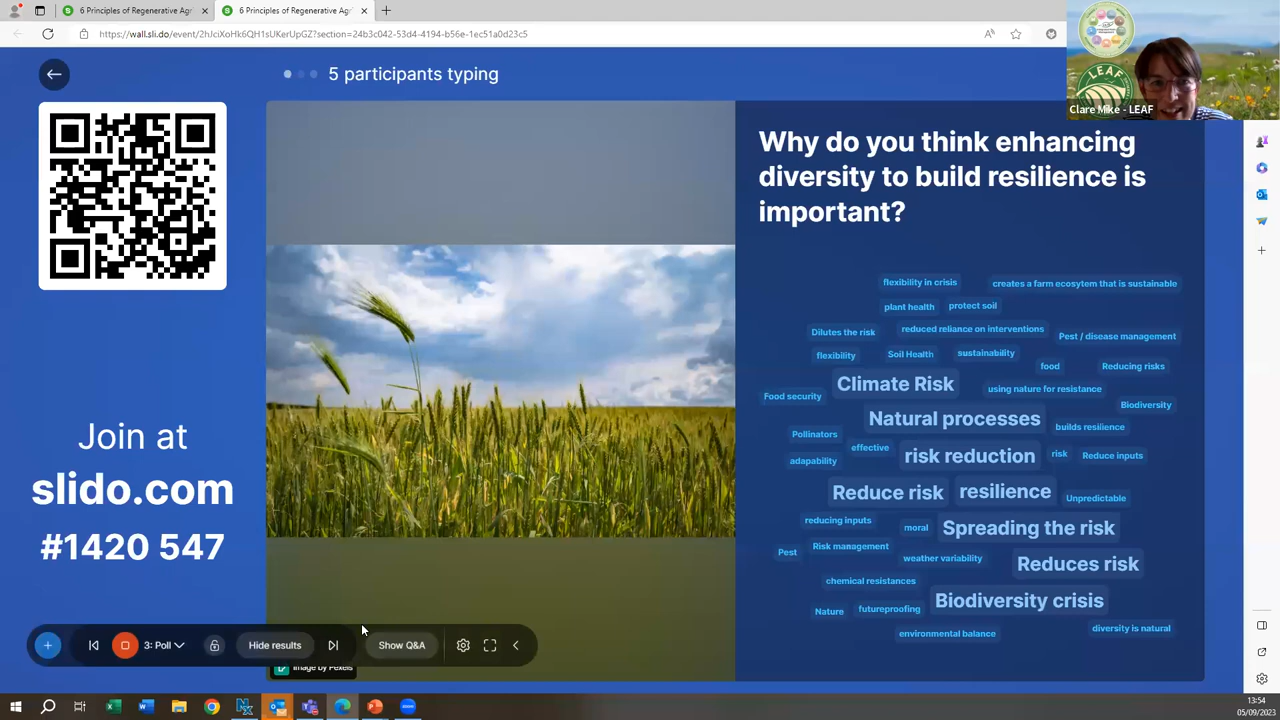 6 Principles of Regenerative Agr
6 Principles of Regenerative Agr
https://wall.sli.do/event/2hJciXoHk6QH1sUKerUpGZ?section=24b3c042-53d4-4194-b56e-1ec51a0d23c5
LEAF
Clare Mike - LEAF
5 participants typing
Why do you think enhancing
diversity to build resilience is
important?
flexibility in crisis
creates a farm ecosytem that is sustainable
plant health
protect soil
Dilutes the risk
reduced reliance on interventions
Pest / disease management
flexibility
Soil Health
sustainability
food
Reducing risks
Climate Risk
using nature for resistance
Food security
Biodiversity
Natural processes
builds resilience
Pollinators
effective
risk reduction
risk
Reduce inputs
adapability
Reduce risk
resilience
Unpredictable
reducing inputs
moral
Spreading the risk
Pest
Risk management
weather variability
Reduces risk
chemical resistances
Biodiversity crisis
Nature
futureproofing
environmental balance
diversity is natural
Join at
slido.com
#1420 547
3: Poll
Hide results
Show Q&A
Image by Pexels
13:54
05/09/2023